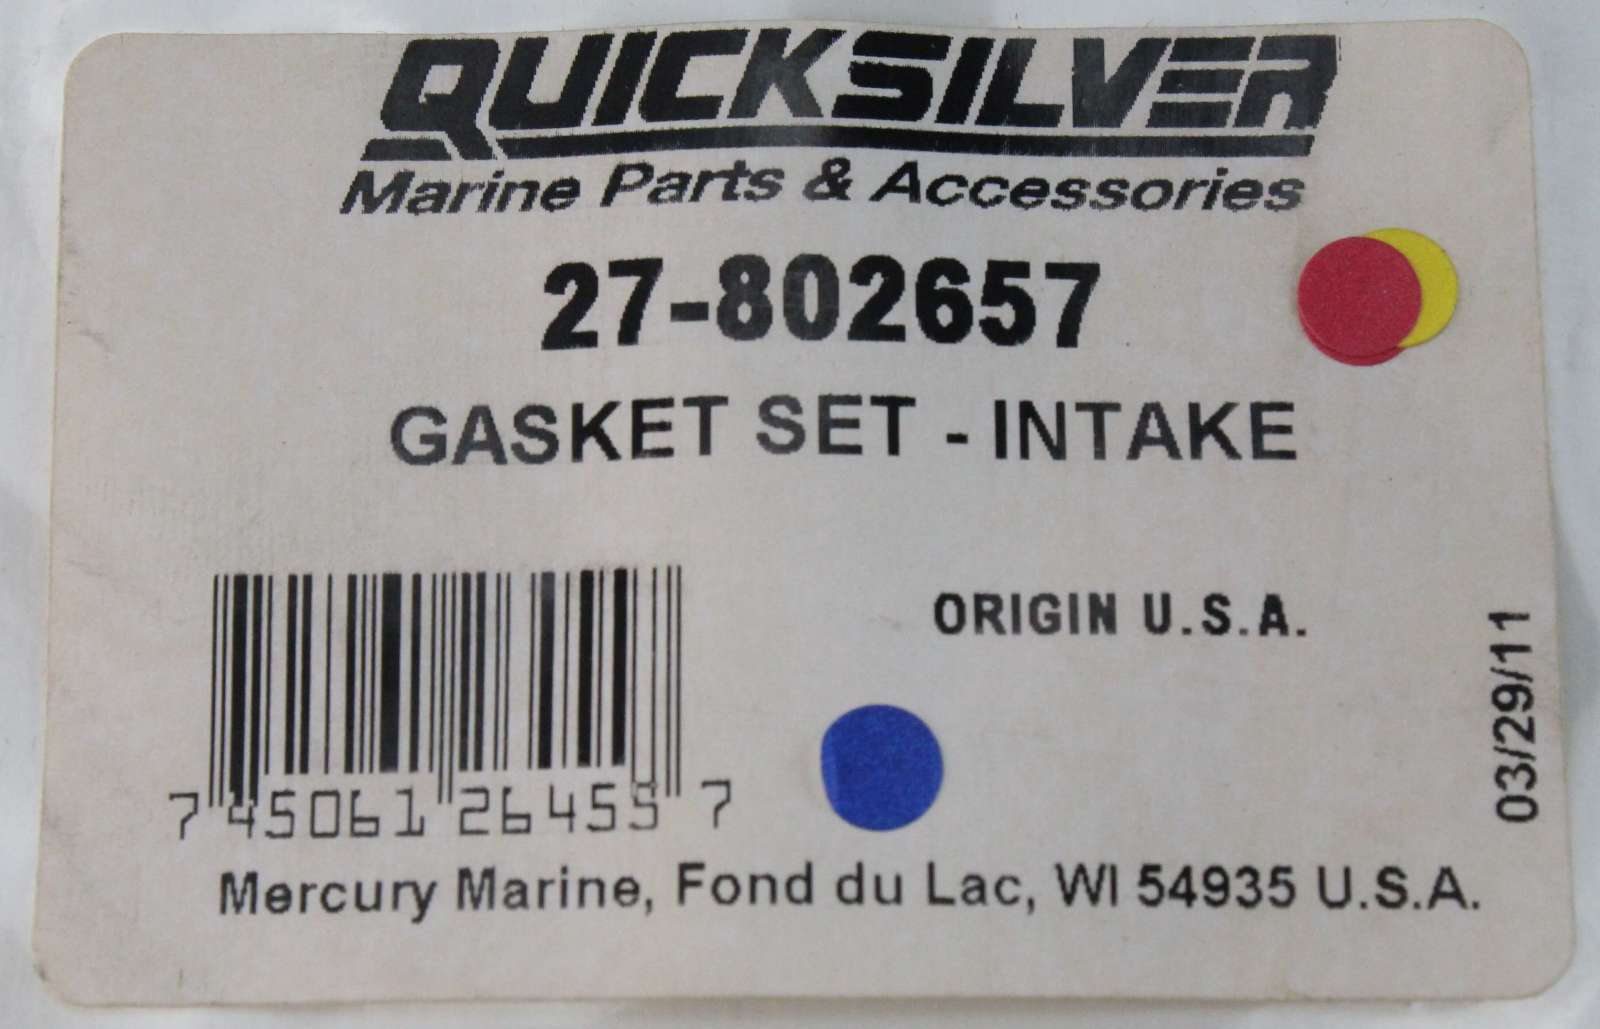 QUICKSILVER
Marine Parts & Accessories
27-802657
GASKET SET - INTAKE
ORIGIN U.S.A.
03/29/11
7 45061 26455 7
Mercury Marine, Fond du Lac, WI 54935 U.S.A.